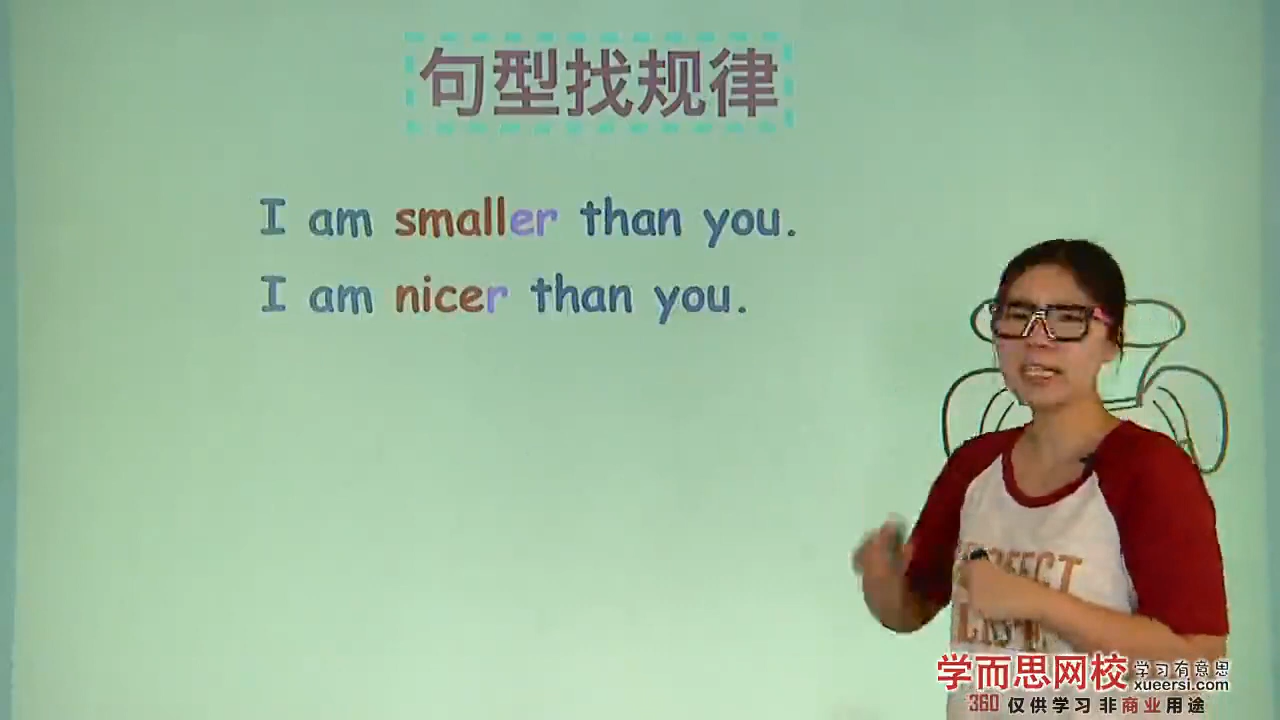 句型找规律
I am smaller than you.
I am nicer than you.
学而思网校 学习有意思
xueersi.com
360 仅供学习 非商业用途